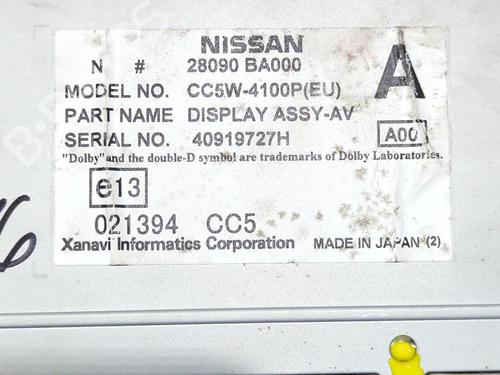 NISSAN
N # 28090 BA000
MODEL NO. CC5W-4100P(EU)
PART NAME DISPLAY ASSY-AV
SERIAL NO. 40919727H
A
A00
"Dolby" and the double-D symbol are trademarks of Dolby Laboratories.
e13
021394 CC5
Xanavi Informatics Corporation MADE IN JAPAN (2)